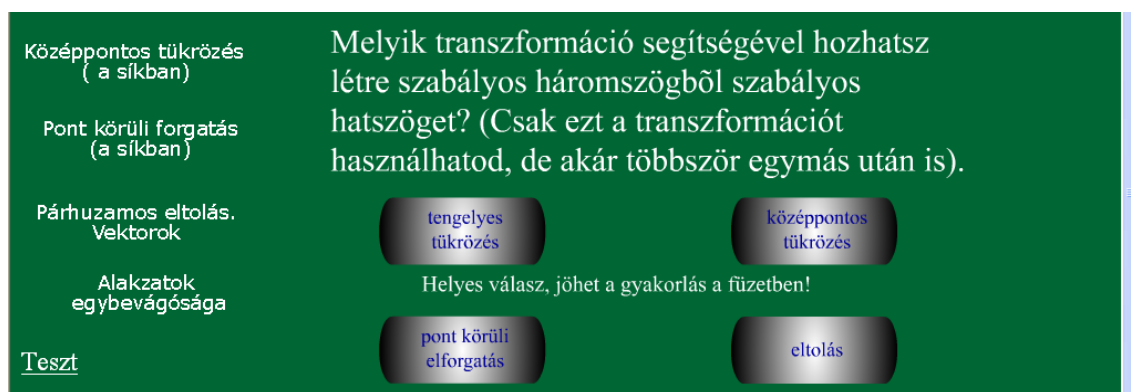 Középpontos tükrözés
( a síkban)
Pont körüli forgatás
(a síkban)
Párhuzamos eltolás.
Vektorok
Alakzatok
egybevágósága
Teszt
Melyik transzformáció segítségével hozhatsz
létre szabályos háromszögbõl szabályos
hatszöget? (Csak ezt a transzformációt
használhatod, de akár többször egymás után is).
tengelyes
tükrözés
középpontos
tükrözés
Helyes válasz, jöhet a gyakorlás a füzetben!
pont körüli
elforgatás
eltolás